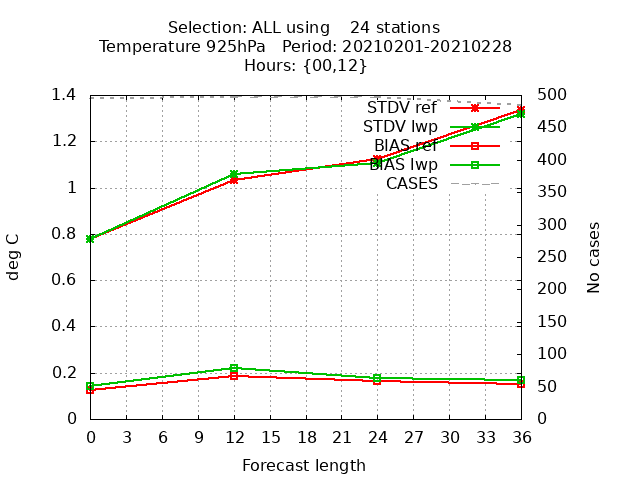 Selection: ALL using 24 stations
Temperature 925hPa Period: 20210201-20210228
Hours: {00,12}
1.4
1.2
1
0.8
0.6
0.4
0.2
0
deg C
500
450
400
350
300
250
200
150
100
50
0
No cases
STDV ref
STDV lwp
BIAS ref
BIAS lwp
CASES
0 3 6 9 12 15 18 21 24 27 30 33 36
Forecast length